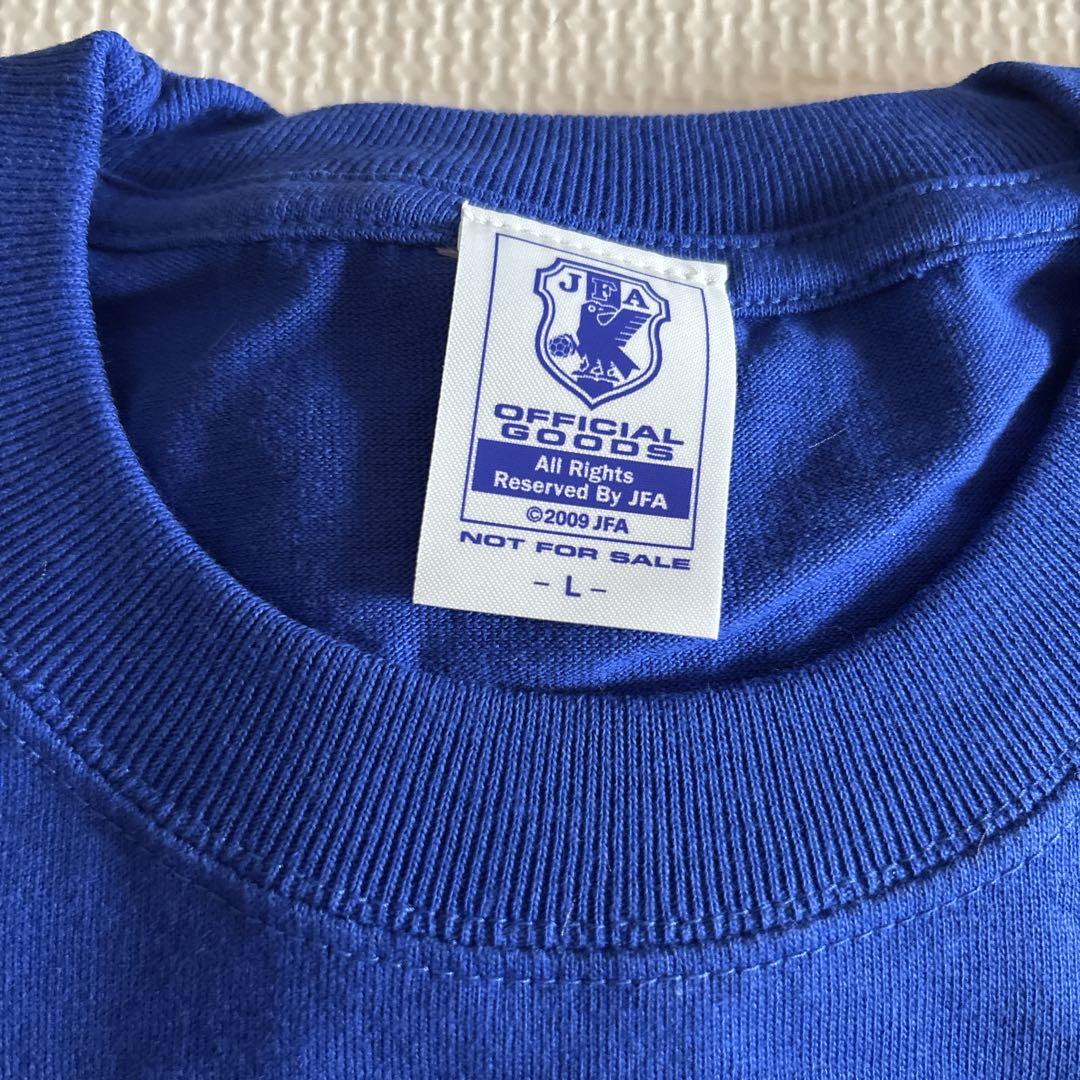 JFA
OFFICIAL
GOODS
All Rights
Reserved By JFA
©2009 JFA
NOT FOR SALE
- L -